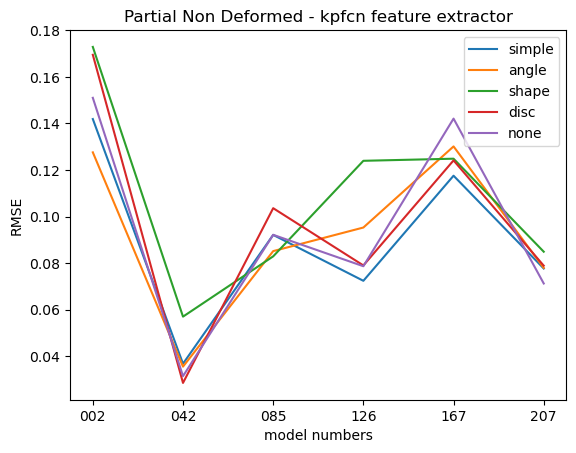 Partial Non Deformed - kpfcn feature extractor
0.18
0.16
0.14
0.12
0.10
0.08
0.06
0.04
RMSE
simple
angle
shape
disc
none
002 042 085 126 167 207
model numbers